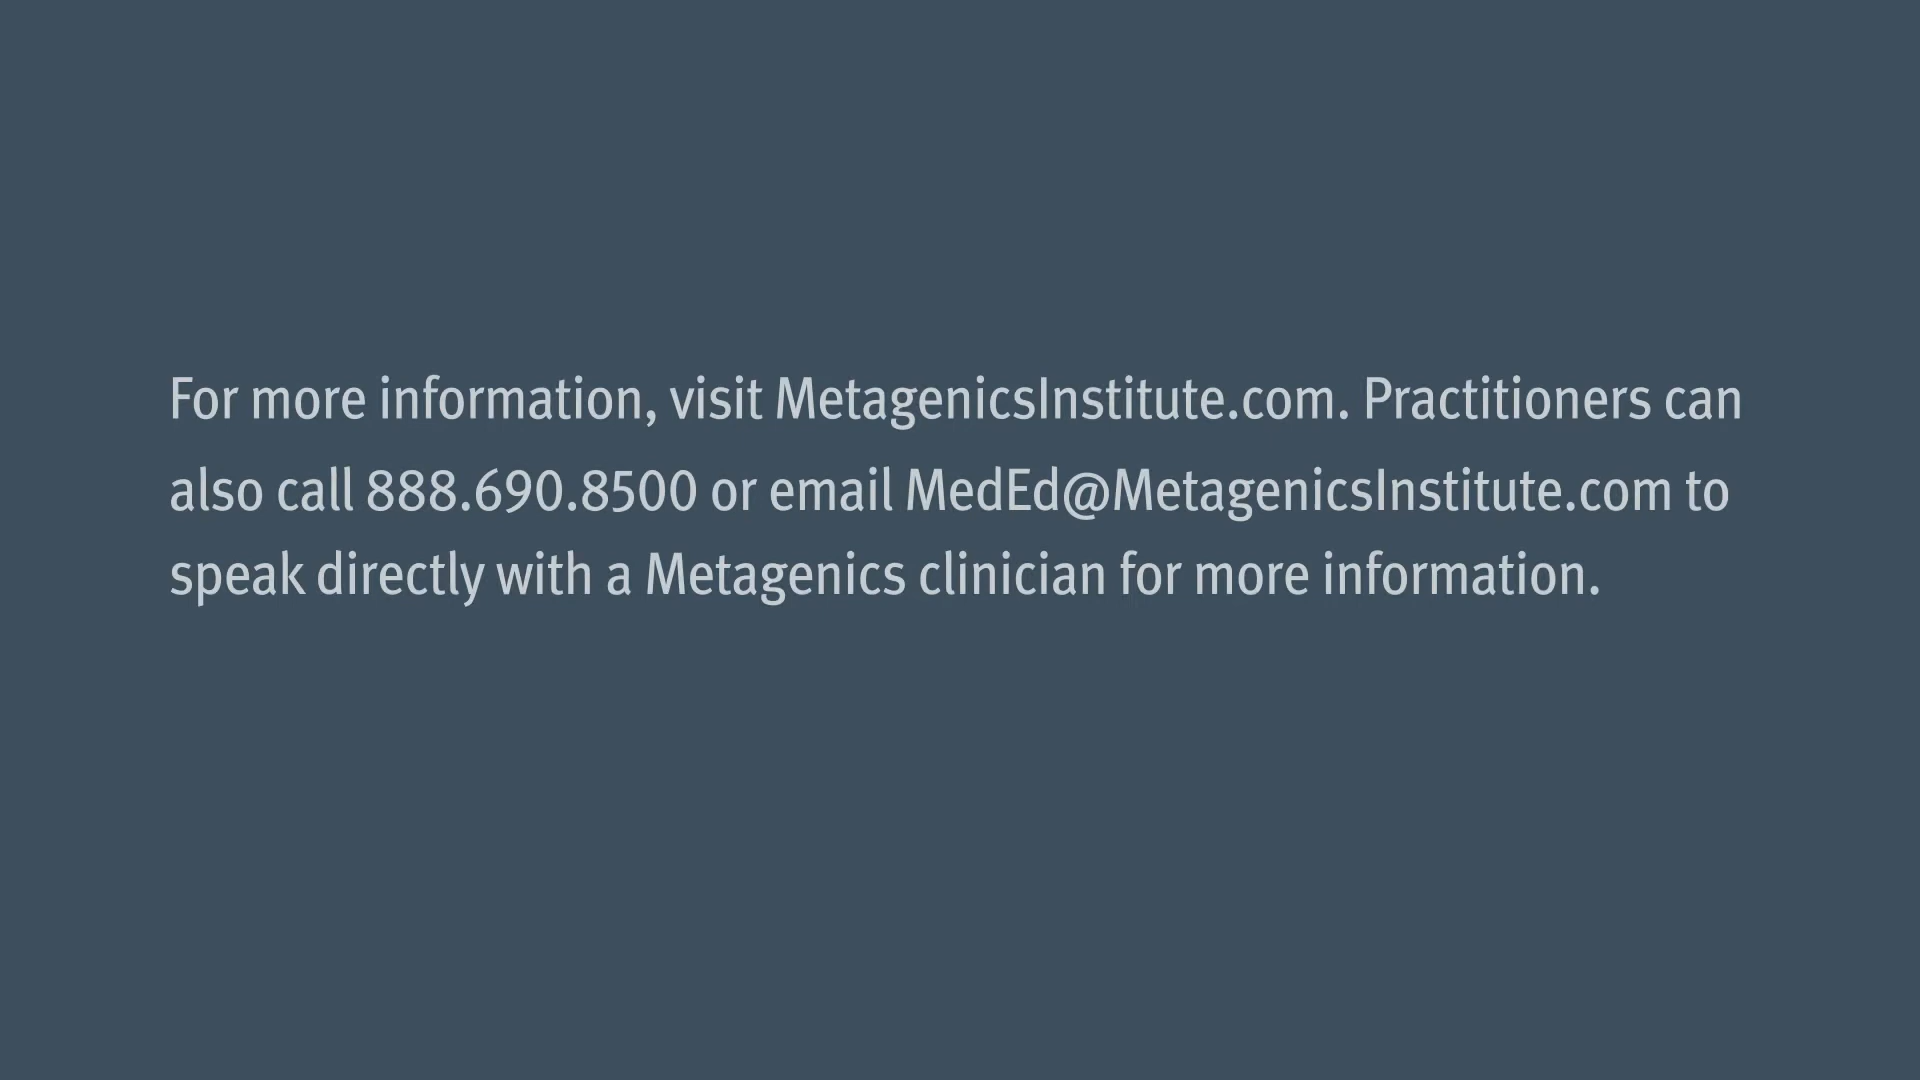 For more information, visit MetagenicsInstitute.com. Practitioners can
also call 888.690.8500 or email MedEd@MetagenicsInstitute.com to
speak directly with a Metagenics clinician for more information.